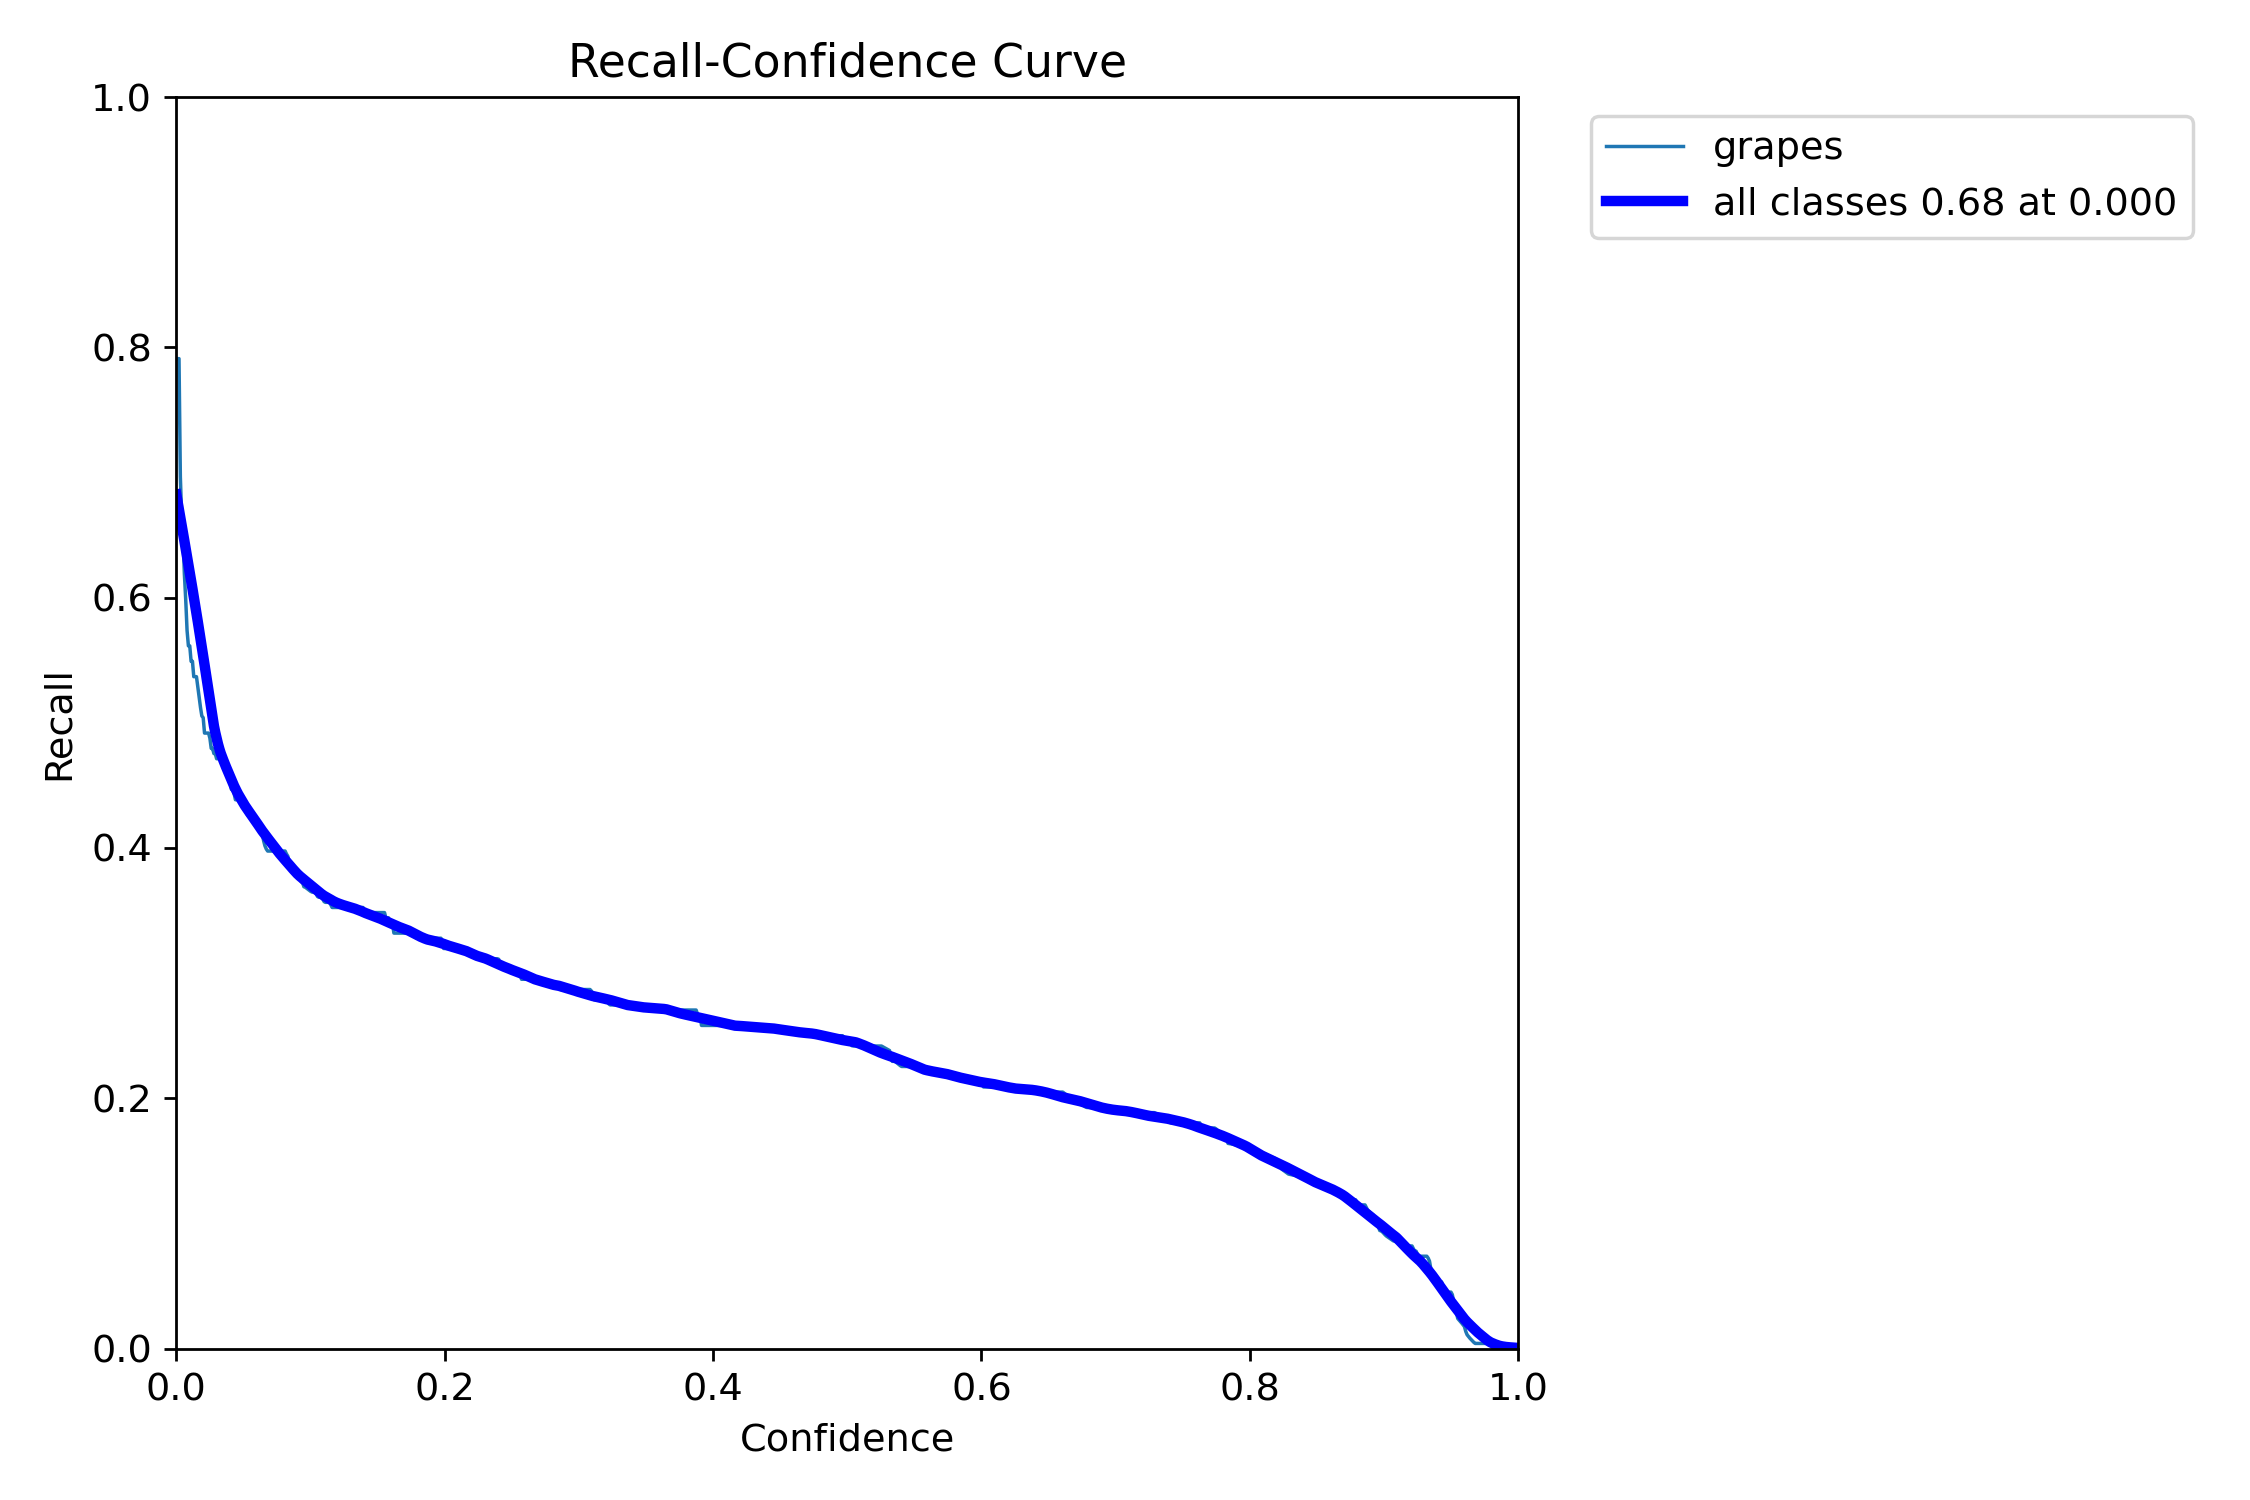 Recall-Confidence Curve
1.0
0.8
0.6
0.4
0.2
0.0
Recall
0.0 0.2 0.4 0.6 0.8 1.0
Confidence
grapes
all classes 0.68 at 0.000